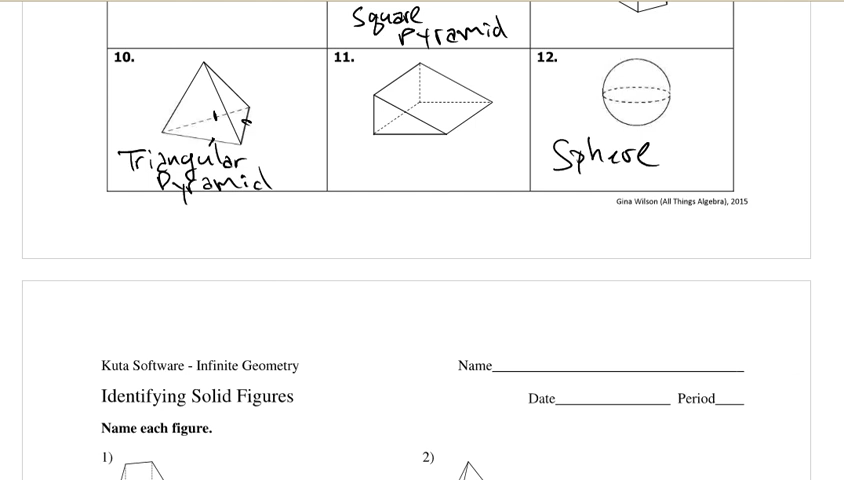 Square
Pyramid
10.
11.
12.
Triangular
Pyramid
Sphere
Gina Wilson (All Things Algebra), 2015
Kuta Software - Infinite Geometry
Name
Identifying Solid Figures
Date Period
Name each figure.
1)
2)